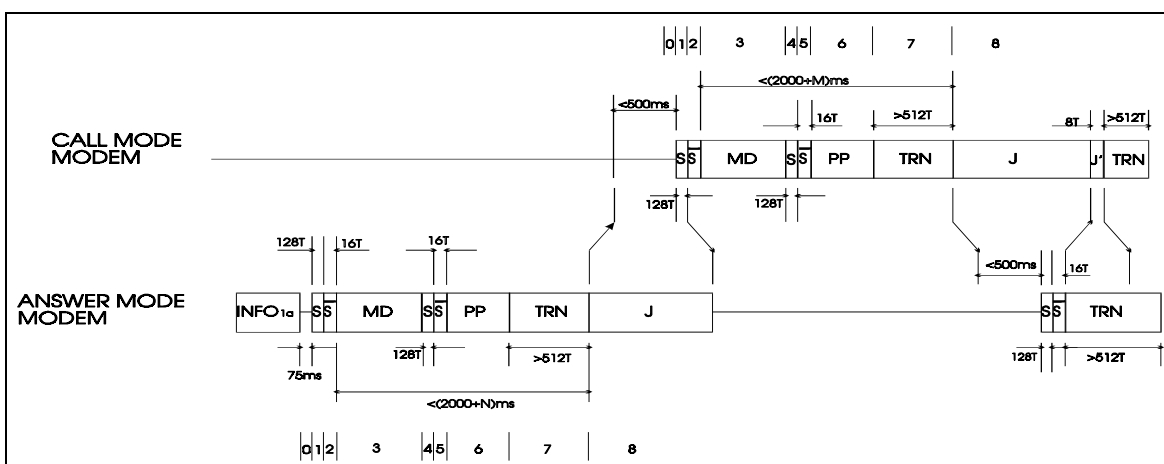 0 1 2 3 4 5 6 7 8
<(2000+M)ms
<500ms 16T >512T 8T >512T
CALL MODE
MODEM
S S̅ MD S S̅ PP TRN J J' TRN
128T 128T
128T 16T 16T <500ms 16T
ANSWER MODE
MODEM
INFO1a S S̅ MD S S̅ PP TRN J S S̅ TRN
75ms 128T >512T 128T >512T
<(2000+N)ms
0 1 2 3 4 5 6 7 8